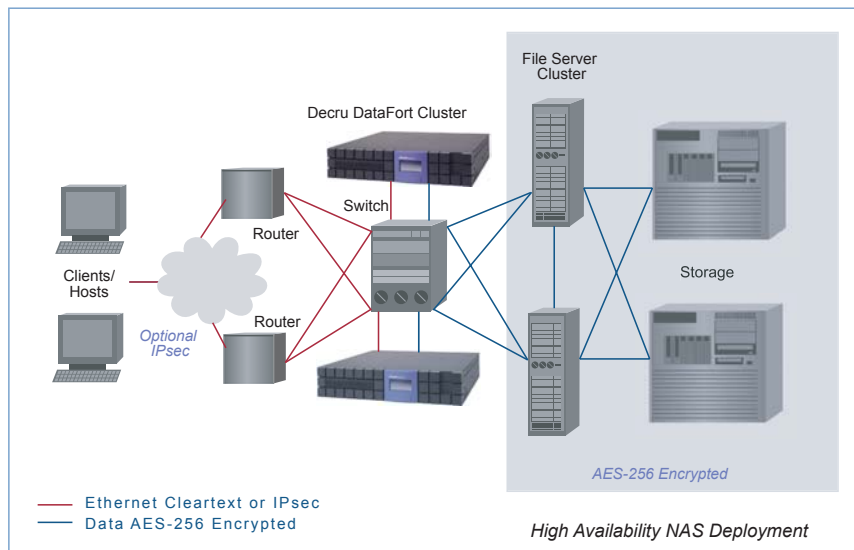 File Server
Cluster
Decru DataFort Cluster
Switch
Router
Clients/
Hosts
Storage
Router
Optional
IPsec
AES-256 Encrypted
Ethernet Cleartext or IPsec
Data AES-256 Encrypted
High Availability NAS Deployment